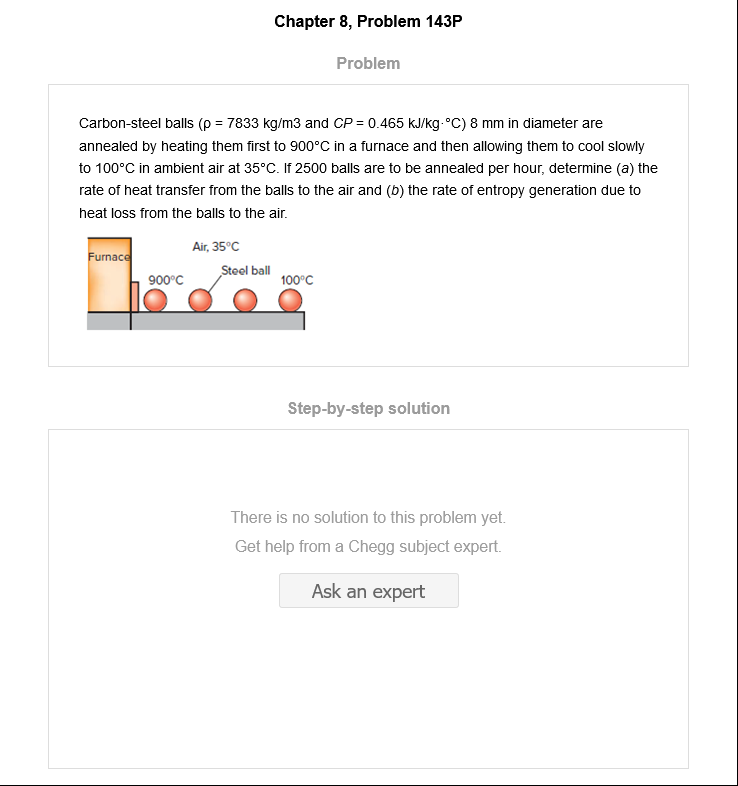 Chapter 8, Problem 143P
Problem
Carbon-steel balls (ρ = 7833 kg/m3 and CP = 0.465 kJ/kg·°C) 8 mm in diameter are
annealed by heating them first to 900°C in a furnace and then allowing them to cool slowly
to 100°C in ambient air at 35°C. If 2500 balls are to be annealed per hour, determine (a) the
rate of heat transfer from the balls to the air and (b) the rate of entropy generation due to
heat loss from the balls to the air.
Air, 35°C
Furnace
Steel ball
900°C
100°C
Step-by-step solution
There is no solution to this problem yet.
Get help from a Chegg subject expert.
Ask an expert